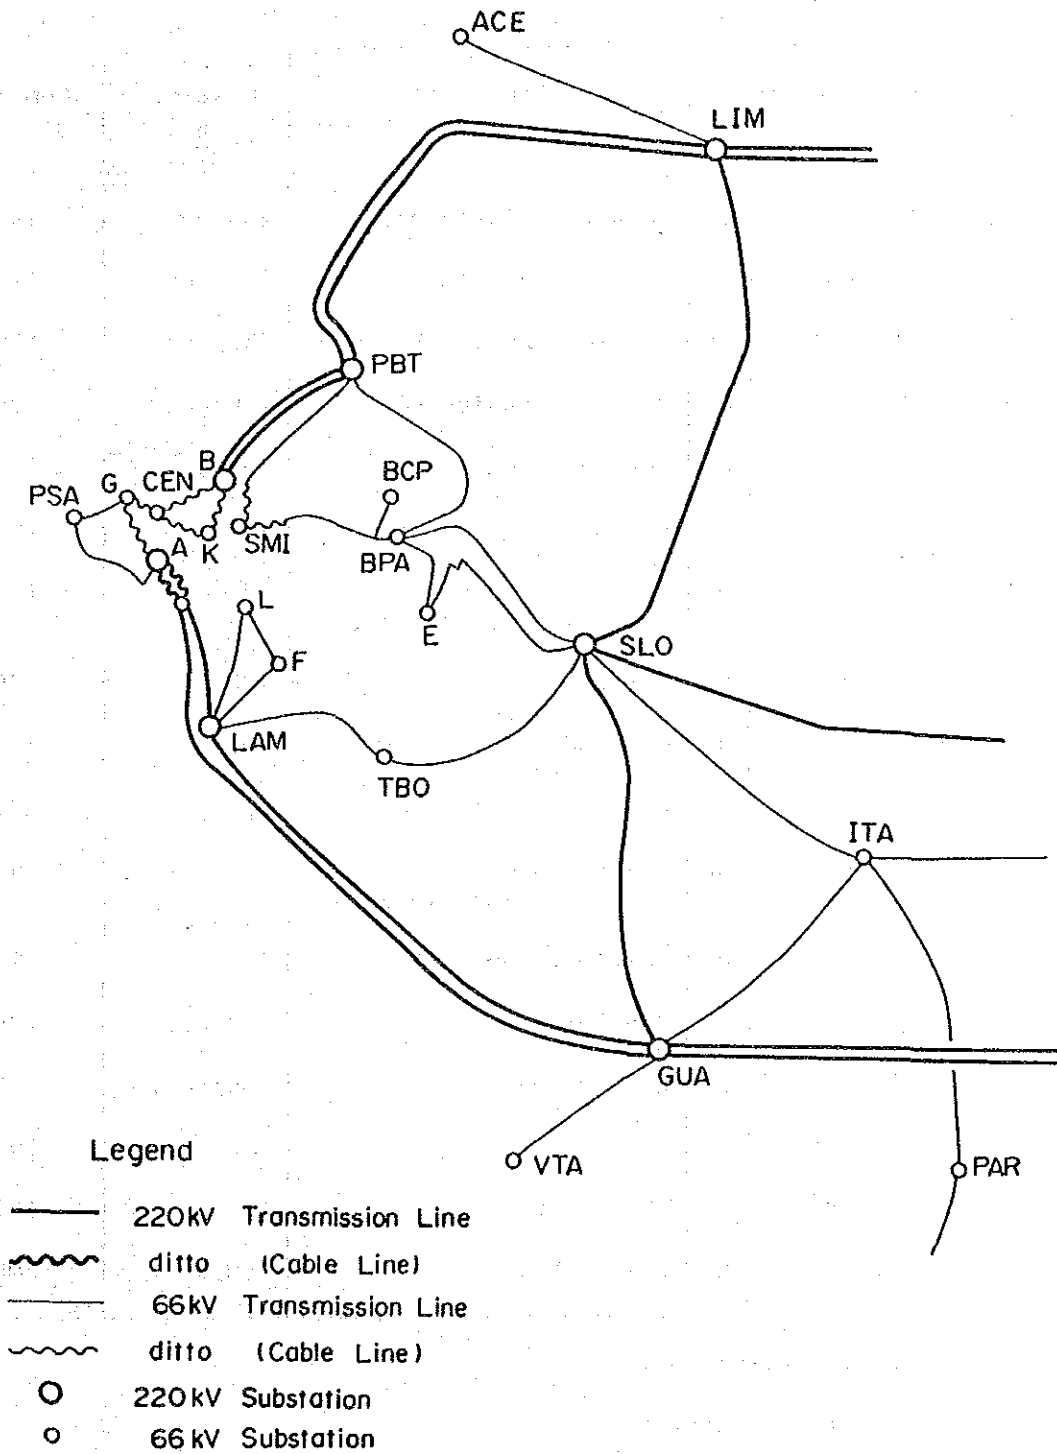 ACE
LIM
PBT
B
BCP
CEN
G
PSA
A
K
SMI
BPA
L
E
SLO
F
LAM
TBO
ITA
GUA
VTA
PAR
Legend
220kV Transmission Line
ditto (Cable Line)
66kV Transmission Line
ditto (Cable Line)
220kV Substation
66kV Substation